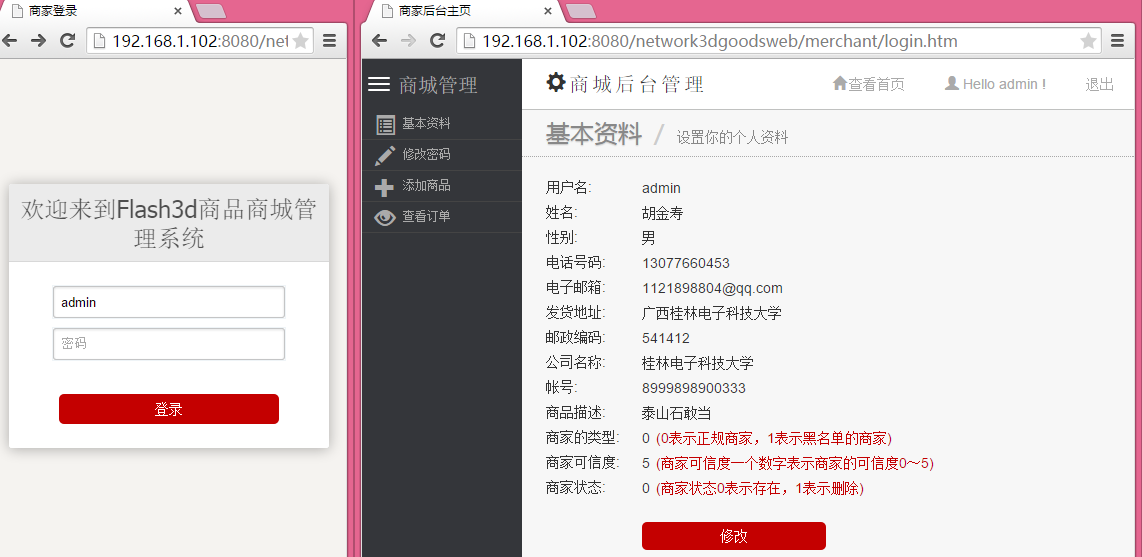 商家登录
192.168.1.102:8080/net
欢迎来到Flash3d商品商城管
理系统
admin
密码
登录
商家后台主页
192.168.1.102:8080/network3dgoodsweb/merchant/login.htm
商城管理
基本资料
修改密码
添加商品
查看订单
商城后台管理
查看首页
Hello admin !
退出
基本资料 / 设置你的个人资料
用户名: admin
姓名: 胡金寿
性别: 男
电话号码: 13077660453
电子邮箱: 1121898804@qq.com
发货地址: 广西桂林电子科技大学
邮政编码: 541412
公司名称: 桂林电子科技大学
帐号: 8999898900333
商品描述: 泰山石敢当
商家的类型: 0 (0表示正规商家，1表示黑名单的商家)
商家可信度: 5 (商家可信度一个数字表示商家的可信度0～5)
商家状态: 0 (商家状态0表示存在，1表示删除)
修改